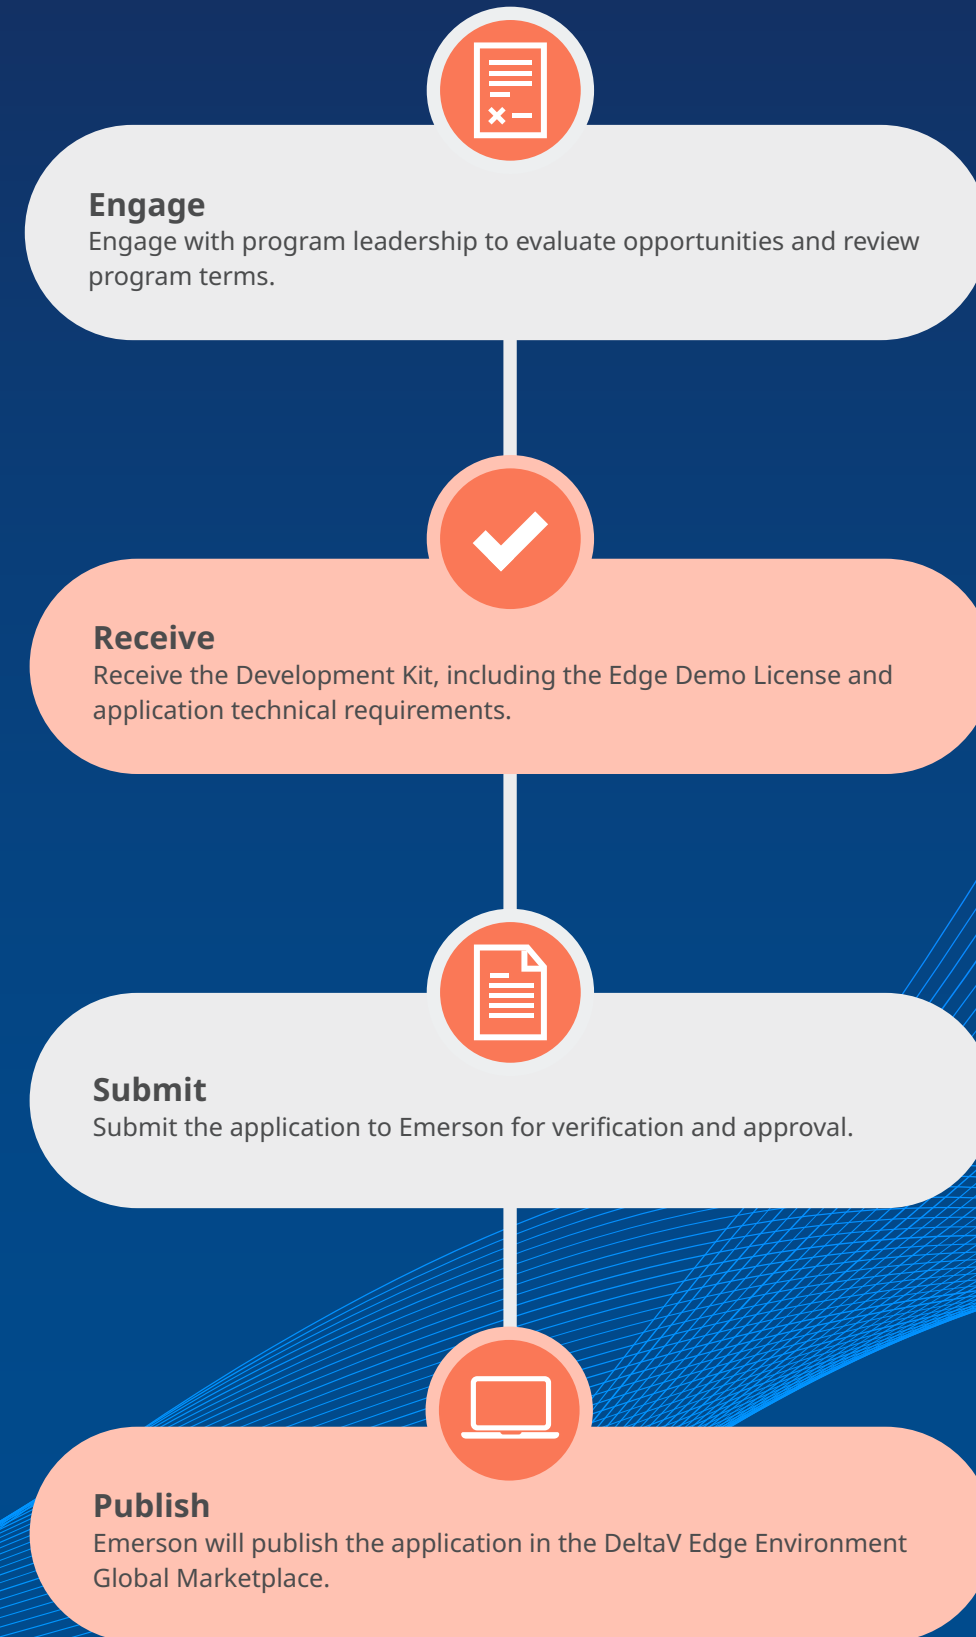 Engage
Engage with program leadership to evaluate opportunities and review
program terms.
Receive
Receive the Development Kit, including the Edge Demo License and
application technical requirements.
Submit
Submit the application to Emerson for verification and approval.
Publish
Emerson will publish the application in the DeltaV Edge Environment
Global Marketplace.